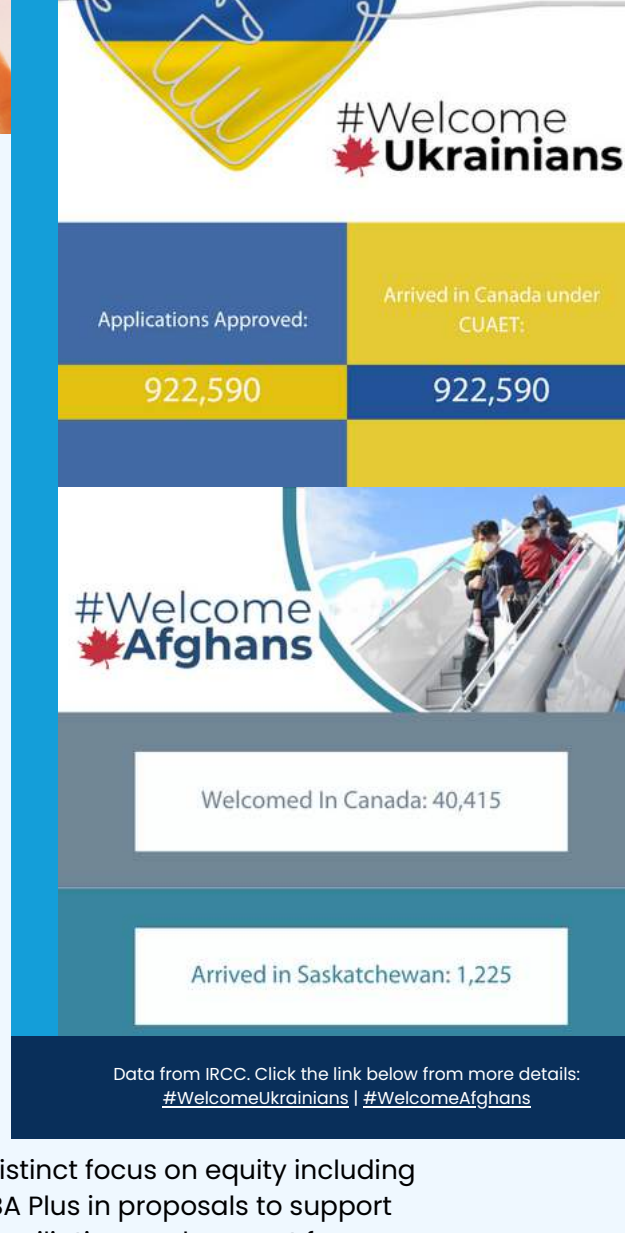 #Welcome
Ukrainians
Applications Approved:
922,590
Arrived in Canada under
CUAET:
922,590
#Welcome
Afghans
Welcomed In Canada: 40,415
Arrived in Saskatchewan: 1,225
Data from IRCC. Click the link below from more details:
#WelcomeUkrainians | #WelcomeAfghans
focus on equity including
Plus in proposals to support